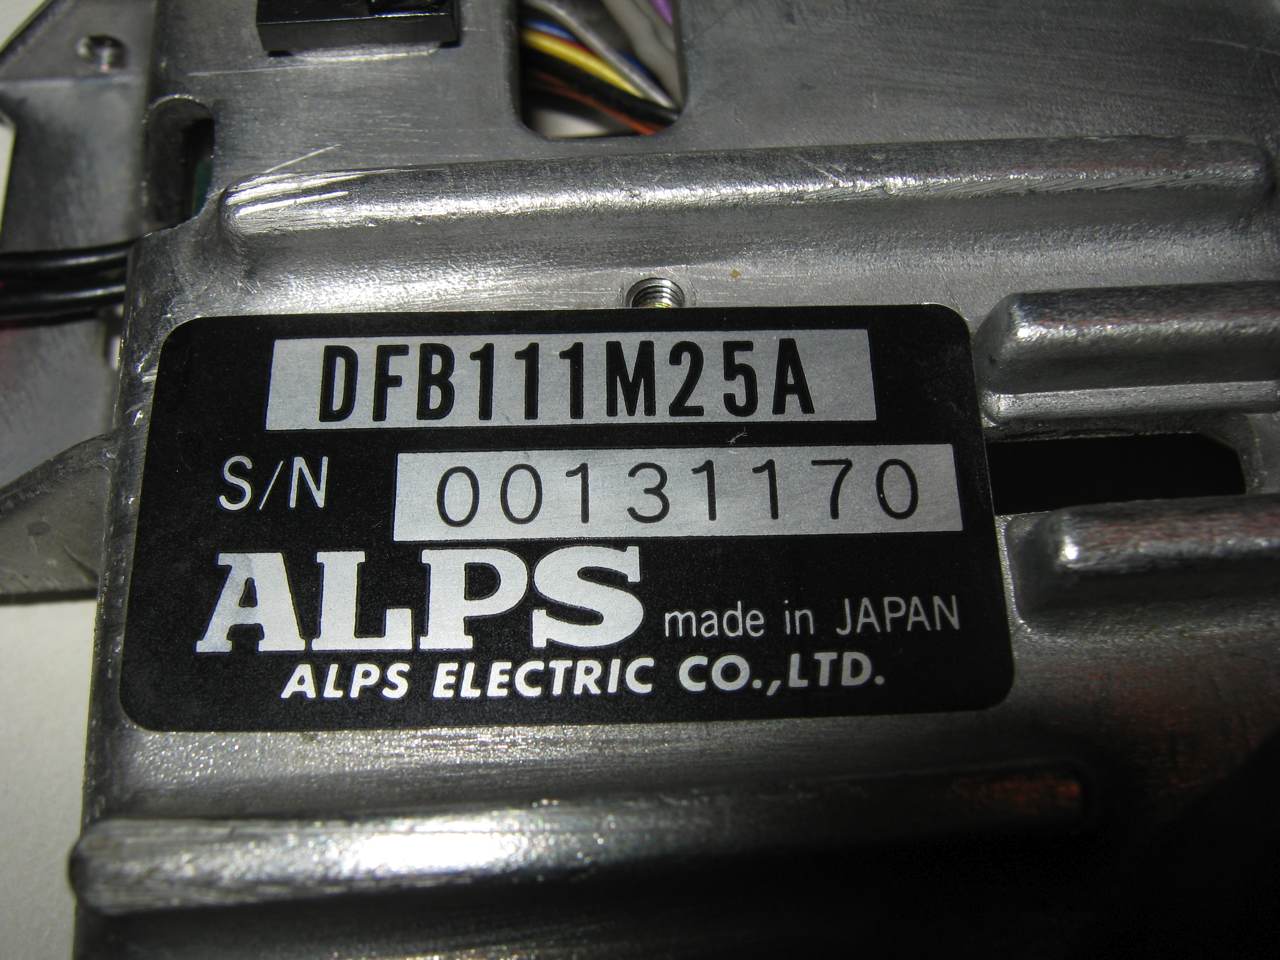 DFB111M25A
S/N 00131170
ALPS made in JAPAN
ALPS ELECTRIC CO.,LTD.